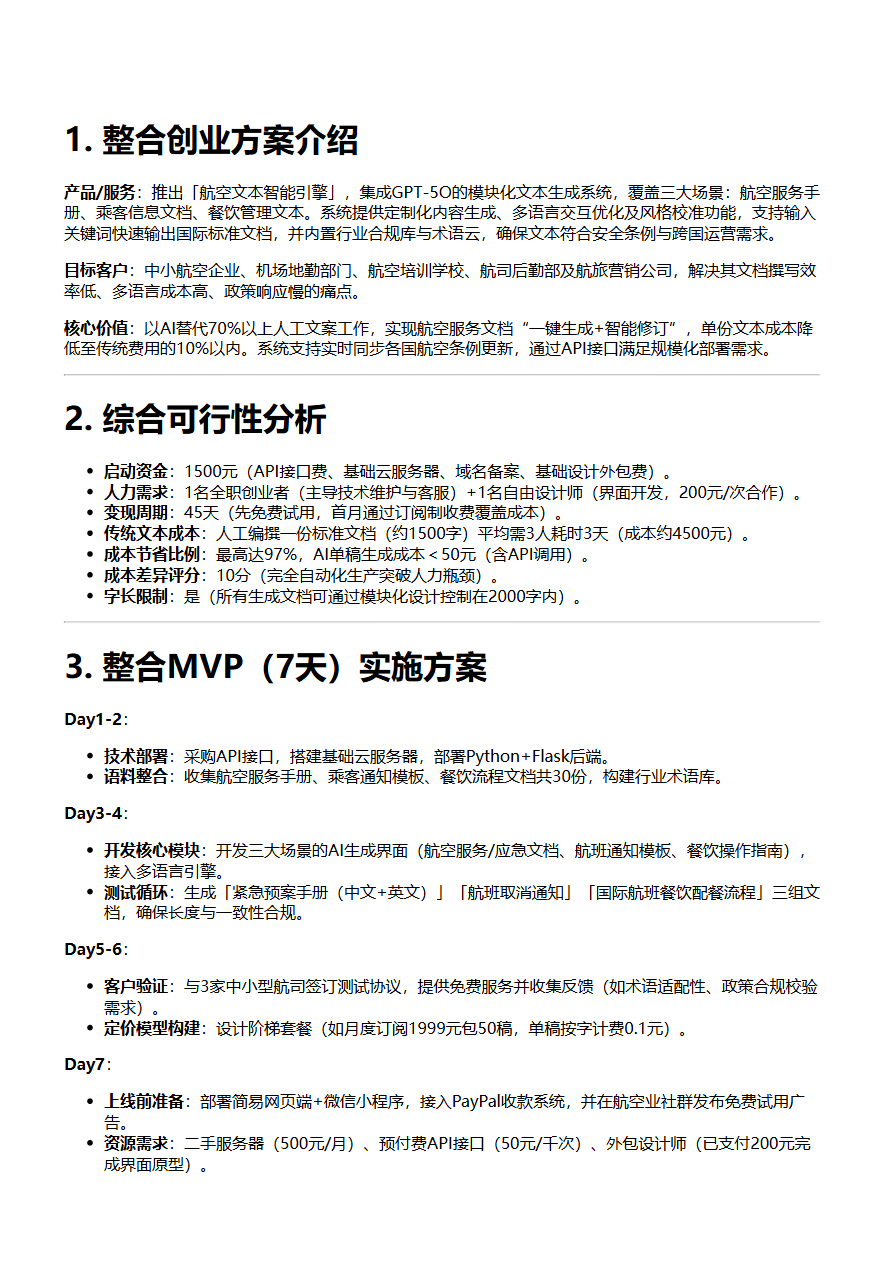 1. 整合创业方案介绍
产品/服务：推出「航空文本智能引擎」，集成GPT-5O的模块化文本生成系统，覆盖三大场景：航空服务手
册、乘客信息文档、餐饮管理文本。系统提供定制化内容生成、多语言交互优化及风格校准功能，支持输入
关键词快速输出国际标准文档，并内置行业合规库与术语云，确保文本符合安全条例与跨国运营需求。
目标客户：中小航空企业、机场地勤部门、航空培训学校、航司后勤部及航旅营销公司，解决其文档撰写效
率低、多语言成本高、政策响应慢的痛点。
核心价值：以AI替代70%以上人工文案工作，实现航空服务文档“一键生成+智能修订”，单份文本成本降
低至传统费用的10%以内。系统支持实时同步各国航空条例更新，通过API接口满足规模化部署需求。
2. 综合可行性分析
• 启动资金：1500元（API接口费、基础云服务器、域名备案、基础设计外包费）。
• 人力需求：1名全职创业者（主导技术维护与客服）+1名自由设计师（界面开发，200元/次合作）。
• 变现周期：45天（先免费试用，首月通过订阅制收费覆盖成本）。
• 传统文本成本：人工编撰一份标准文档（约1500字）平均需3人耗时3天（成本约4500元）。
• 成本节省比例：最高达97%，AI单稿生成成本＜50元（含API调用）。
• 成本差异评分：10分（完全自动化生产突破人力瓶颈）。
• 字长限制：是（所有生成文档可通过模块化设计控制在2000字内）。
3. 整合MVP（7天）实施方案
Day1-2：
• 技术部署：采购API接口，搭建基础云服务器，部署Python+Flask后端。
• 语料整合：收集航空服务手册、乘客通知模板、餐饮流程文档共30份，构建行业术语库。
Day3-4：
• 开发核心模块：开发三大场景的AI生成界面（航空服务/应急文档、航班通知模板、餐饮操作指南），
接入多语言引擎。
• 测试循环：生成「紧急预案手册（中文+英文）」「航班取消通知」「国际航班餐饮配餐流程」三组文
档，确保长度与一致性合规。
Day5-6：
• 客户验证：与3家中小型航司签订测试协议，提供免费服务并收集反馈（如术语适配性、政策合规校验
需求）。
• 定价模型构建：设计阶梯套餐（如月度订阅1999元包50稿，单稿按字计费0.1元）。
Day7：
• 上线前准备：部署简易网页端+微信小程序，接入PayPal收款系统，并在航空业社群发布免费试用广
告。
• 资源需求：二手服务器（500元/月）、预付费API接口（50元/千次）、外包设计师（已支付200元完
成界面原型）。